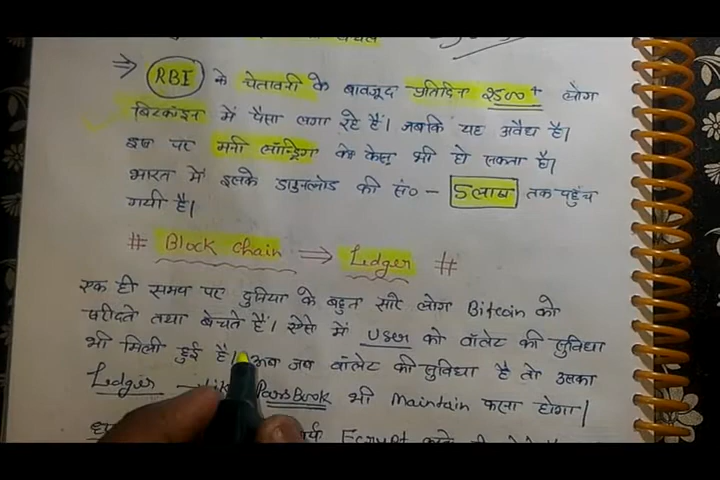 ⇒ RBI के चेतावनी के बावजूद प्रतिदिन 2500+ लोग
बिटकॉइन में पैसा लगा रहे हैं। जबकि यह अवैध है।
इस पर मनी लॉन्ड्रिंग का केस भी हो सकता है।
भारत में इसके डाउनलोड की सं० - 5 लाख तक पहुंच
गयी है।
# Block chain ⇒ Ledger #
एक ही समय पर दुनिया के बहुत सारे लोग Bitcoin को
खरीदते तथा बेचते हैं। ऐसे में User को वॉलेट की सुविधा
भी मिली हुई है। अब जब वॉलेट की सुविधा है तो उसका
Ledger PassBook भी Maintain करना होगा।
Ecrypt